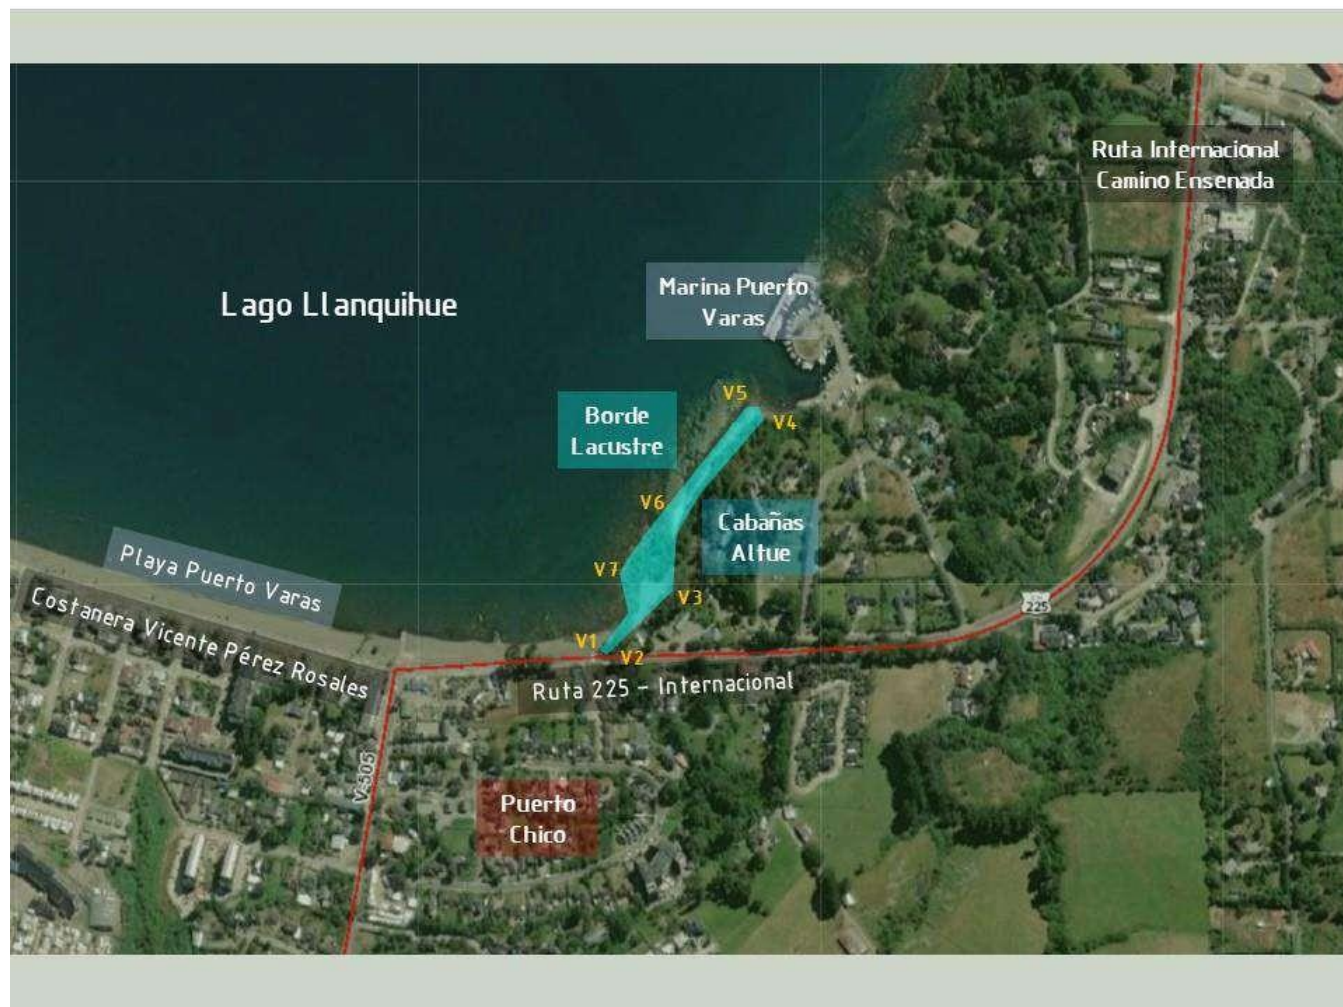 Ruta Internacional
Camino Ensenada
Lago Llanquihue
Marina Puerto
Varas
V5
V4
Borde
Lacustre
V6
Cabañas
Altue
Playa Puerto Varas
V7
V3
225
Costanera Vicente Pérez Rosales
V1
V2
Ruta 225 - Internacional
V-505
Puerto
Chico